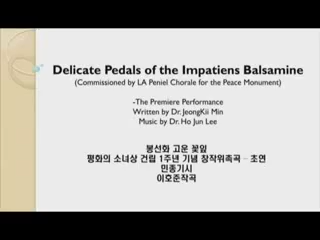 Delicate Pedals of the Impatiens Balsamine
(Commissioned by LA Peniel Chorale for the Peace Monument)
-The Premiere Performance
Written by Dr. JeongKii Min
Music by Dr. Ho Jun Lee
봉선화 고운 꽃잎
평화의 소녀상 건립 1주년 기념 창작위촉곡 - 초연
민종기시
이호준작곡